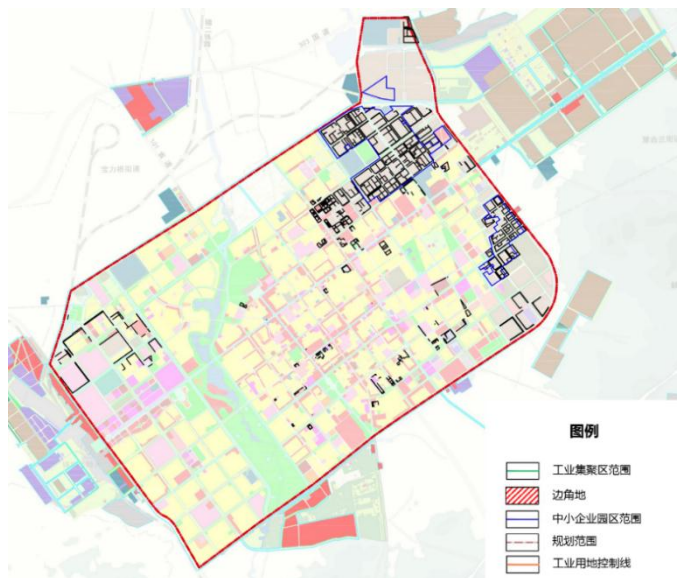 图例
工业集聚区范围
边角地
中小企业园区范围
规划范围
工业用地控制线